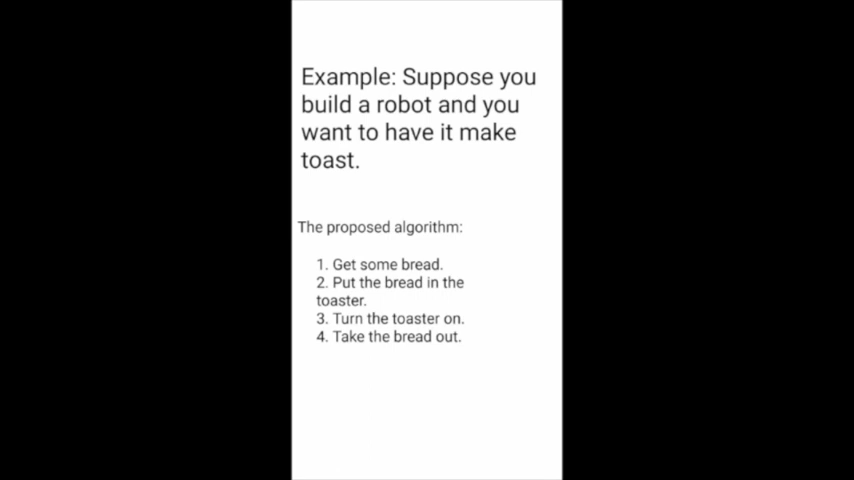 Example: Suppose you
build a robot and you
want to have it make
toast.
The proposed algorithm:
1. Get some bread.
2. Put the bread in the
toaster.
3. Turn the toaster on.
4. Take the bread out.